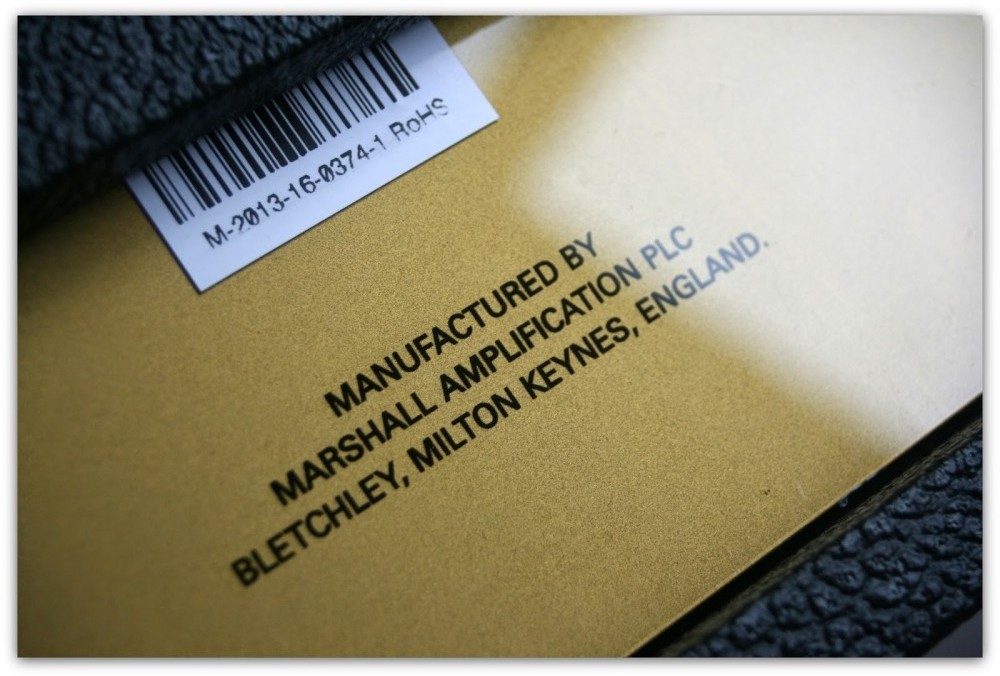 M-2013-16-0374-1 RoHS
MANUFACTURED BY
MARSHALL AMPLIFICATION PLC
BLETCHLEY, MILTON KEYNES, ENGLAND.